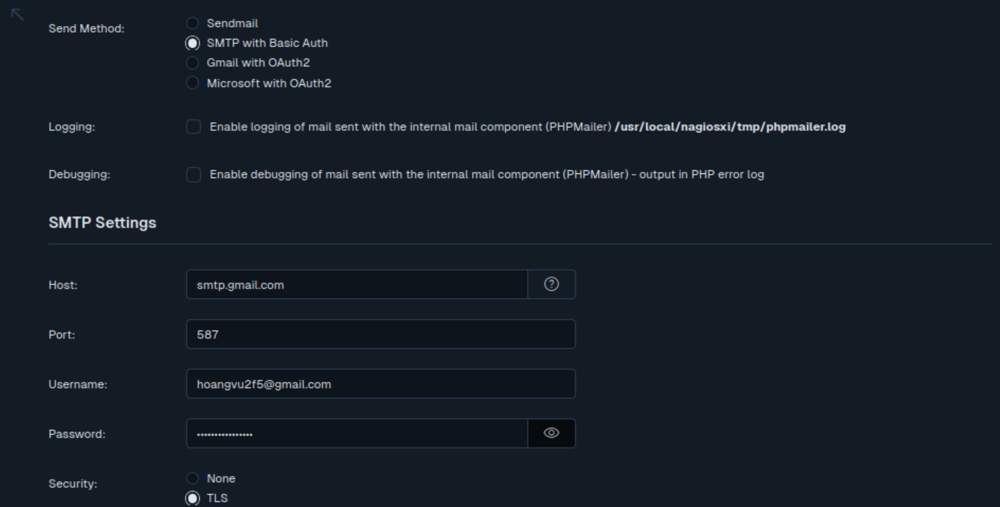 Send Method:
Sendmail
SMTP with Basic Auth
Gmail with OAuth2
Microsoft with OAuth2
Logging:
Enable logging of mail sent with the internal mail component (PHPMailer) /usr/local/nagiosxi/tmp/phpmailer.log
Debugging:
Enable debugging of mail sent with the internal mail component (PHPMailer) - output in PHP error log
SMTP Settings
Host:
smtp.gmail.com
Port:
587
Username:
hoangvu2f5@gmail.com
Password:
••••••••••••••••
Security:
None
TLS